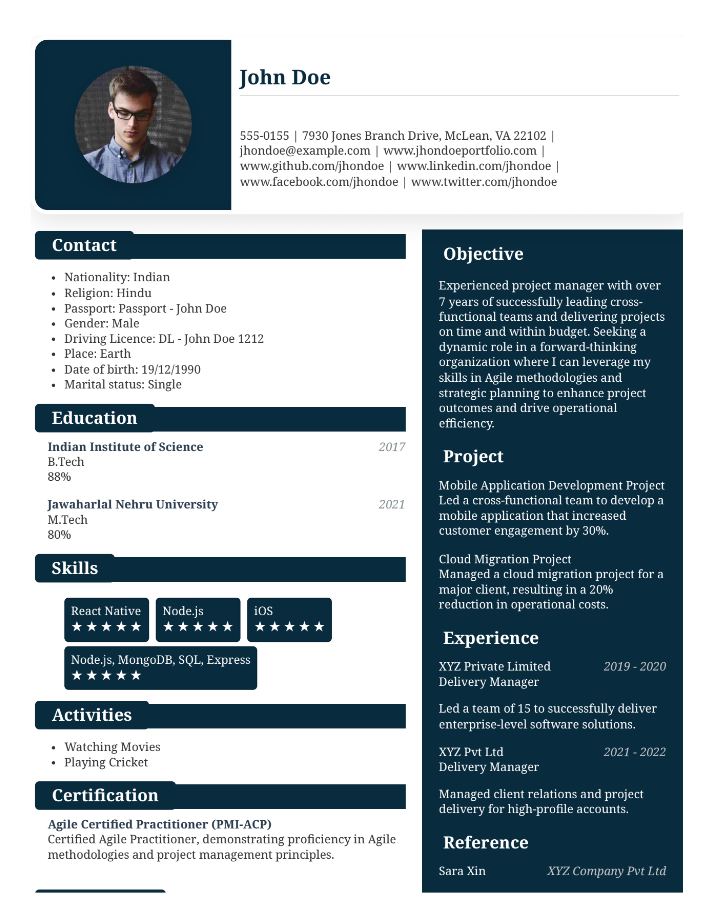 John Doe
555-0155 | 7930 Jones Branch Drive, McLean, VA 22102 |
jhondoe@example.com | www.jhondoeportfolio.com |
www.github.com/jhondoe | www.linkedin.com/jhondoe |
www.facebook.com/jhondoe | www.twitter.com/jhondoe
Contact
• Nationality: Indian
• Religion: Hindu
• Passport: Passport - John Doe
• Gender: Male
• Driving Licence: DL - John Doe 1212
• Place: Earth
• Date of birth: 19/12/1990
• Marital status: Single
Education
Indian Institute of Science 2017
B.Tech
88%
Jawaharlal Nehru University 2021
M.Tech
80%
Skills
React Native Node.js iOS
★★★★★ ★★★★★ ★★★★★
Node.js, MongoDB, SQL, Express
★★★★★
Activities
• Watching Movies
• Playing Cricket
Certification
Agile Certified Practitioner (PMI-ACP)
Certified Agile Practitioner, demonstrating proficiency in Agile
methodologies and project management principles.
Objective
Experienced project manager with over
7 years of successfully leading cross-
functional teams and delivering projects
on time and within budget. Seeking a
dynamic role in a forward-thinking
organization where I can leverage my
skills in Agile methodologies and
strategic planning to enhance project
outcomes and drive operational
efficiency.
Project
Mobile Application Development Project
Led a cross-functional team to develop a
mobile application that increased
customer engagement by 30%.
Cloud Migration Project
Managed a cloud migration project for a
major client, resulting in a 20%
reduction in operational costs.
Experience
XYZ Private Limited 2019 - 2020
Delivery Manager
Led a team of 15 to successfully deliver
enterprise-level software solutions.
XYZ Pvt Ltd 2021 - 2022
Delivery Manager
Managed client relations and project
delivery for high-profile accounts.
Reference
Sara Xin XYZ Company Pvt Ltd